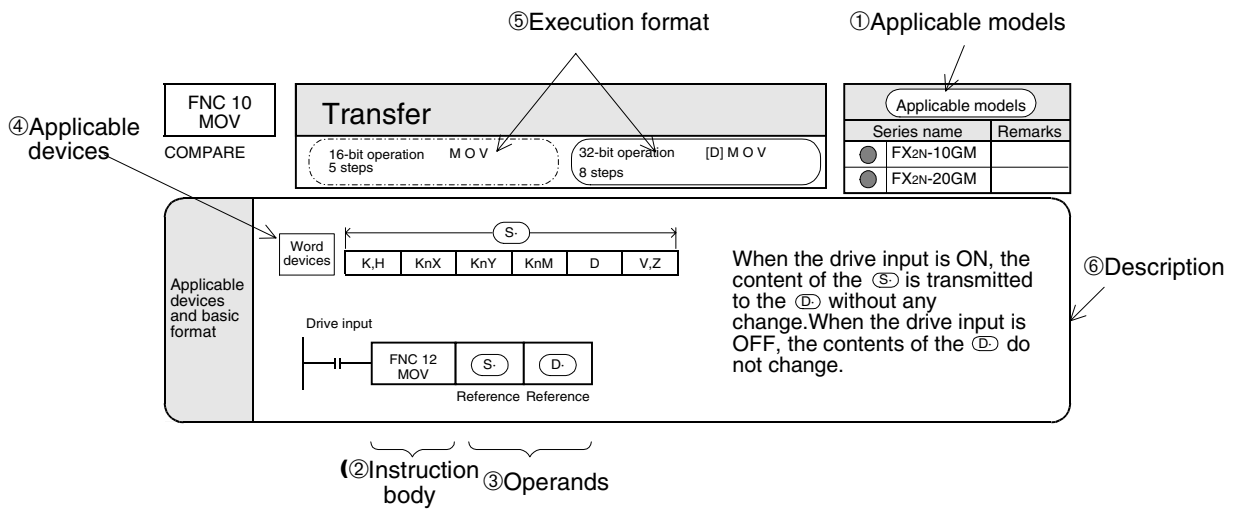 ⑤Execution format
①Applicable models
FNC 10
MOV
COMPARE
Transfer
16-bit operation M O V
5 steps
32-bit operation [D] M O V
8 steps
Applicable models
Series name Remarks
FX2N-10GM
FX2N-20GM
④Applicable
devices
Applicable
devices
and basic
format
Word
devices
S·
K,H KnX KnY KnM D V,Z
Drive input
FNC 12
MOV
S· D·
Reference Reference
When the drive input is ON, the
content of the S· is transmitted
to the D· without any
change.When the drive input is
OFF, the contents of the D· do
not change.
⑥Description
(②Instruction
body
③Operands